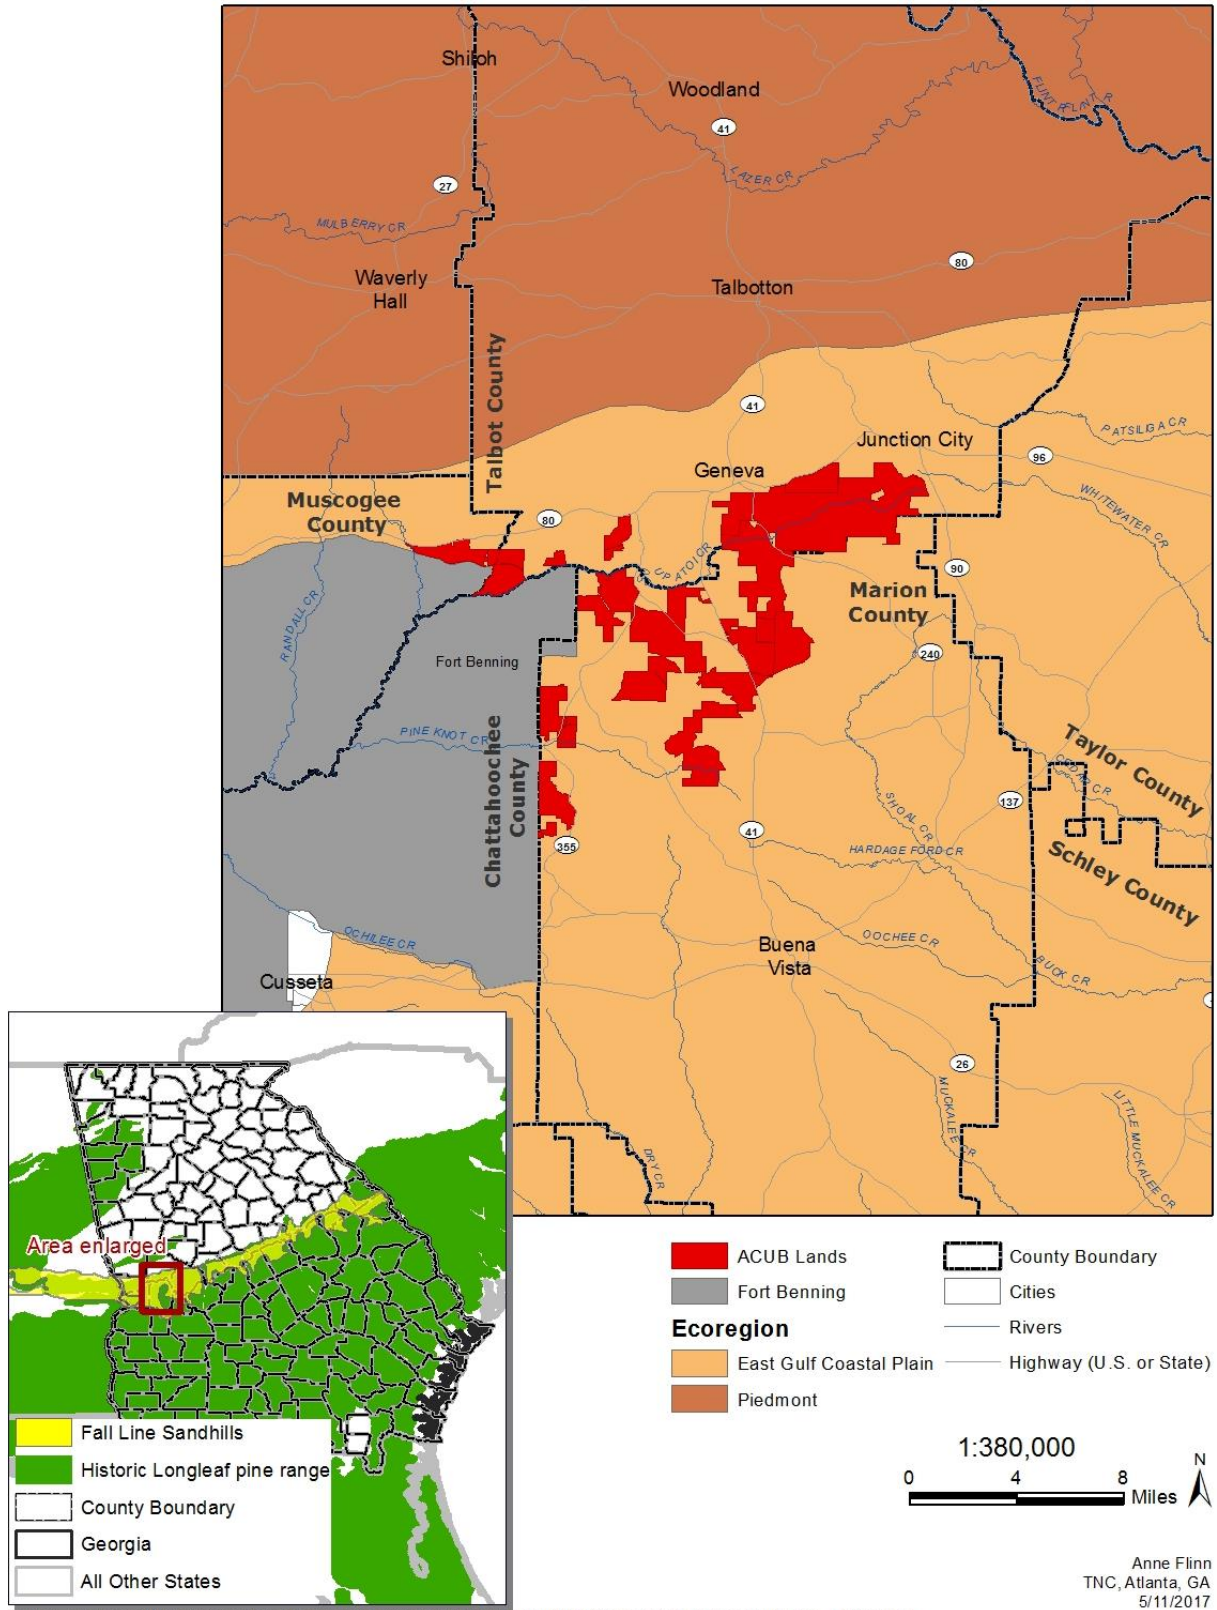 Shiloh
Woodland
41
FLINT R
FLINT R
LAZER CR
27
MULBERRY CR
80
Waverly
Hall
Talbotton
Talbot County
41
PATSILIGA CR
Junction City
96
Geneva
WHITEWATER CR
Muscogee
County
80
UPATOI CR
90
Marion
County
RANDALL CR
240
Fort Benning
PINE KNOT CR
Chattahoochee
County
Taylor County
CEDAR CR
137
SHOAL CR
41
355
HARDAGE FORD CR
Schley County
OCHILEE CR
OOCHEE CR
Buena
Vista
BUCK CR
Cusseta
26
MUCKALEE CR
LITTLE MUCKALEE CR
DRY CR
Area enlarged
Fall Line Sandhills
Historic Longleaf pine range
County Boundary
Georgia
All Other States
ACUB Lands
Fort Benning
Ecoregion
East Gulf Coastal Plain
Piedmont
County Boundary
Cities
Rivers
Highway (U.S. or State)
1:380,000
0 4 8
Miles
N
Anne Flinn
TNC, Atlanta, GA
5/11/2017